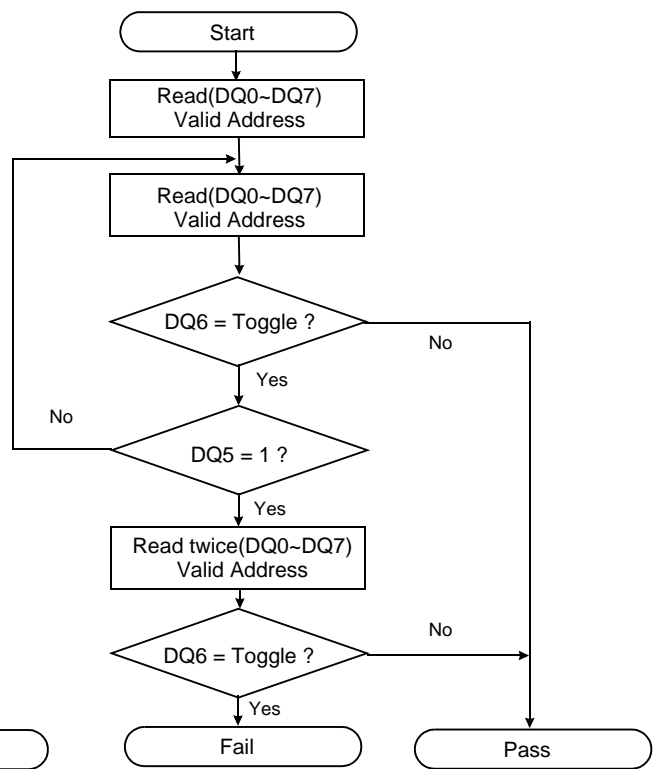 Start
Read(DQ0~DQ7)
Valid Address
Read(DQ0~DQ7)
Valid Address
DQ6 = Toggle ?
No
Yes
No
DQ5 = 1 ?
Yes
Read twice(DQ0~DQ7)
Valid Address
DQ6 = Toggle ?
No
Yes
Fail
Pass